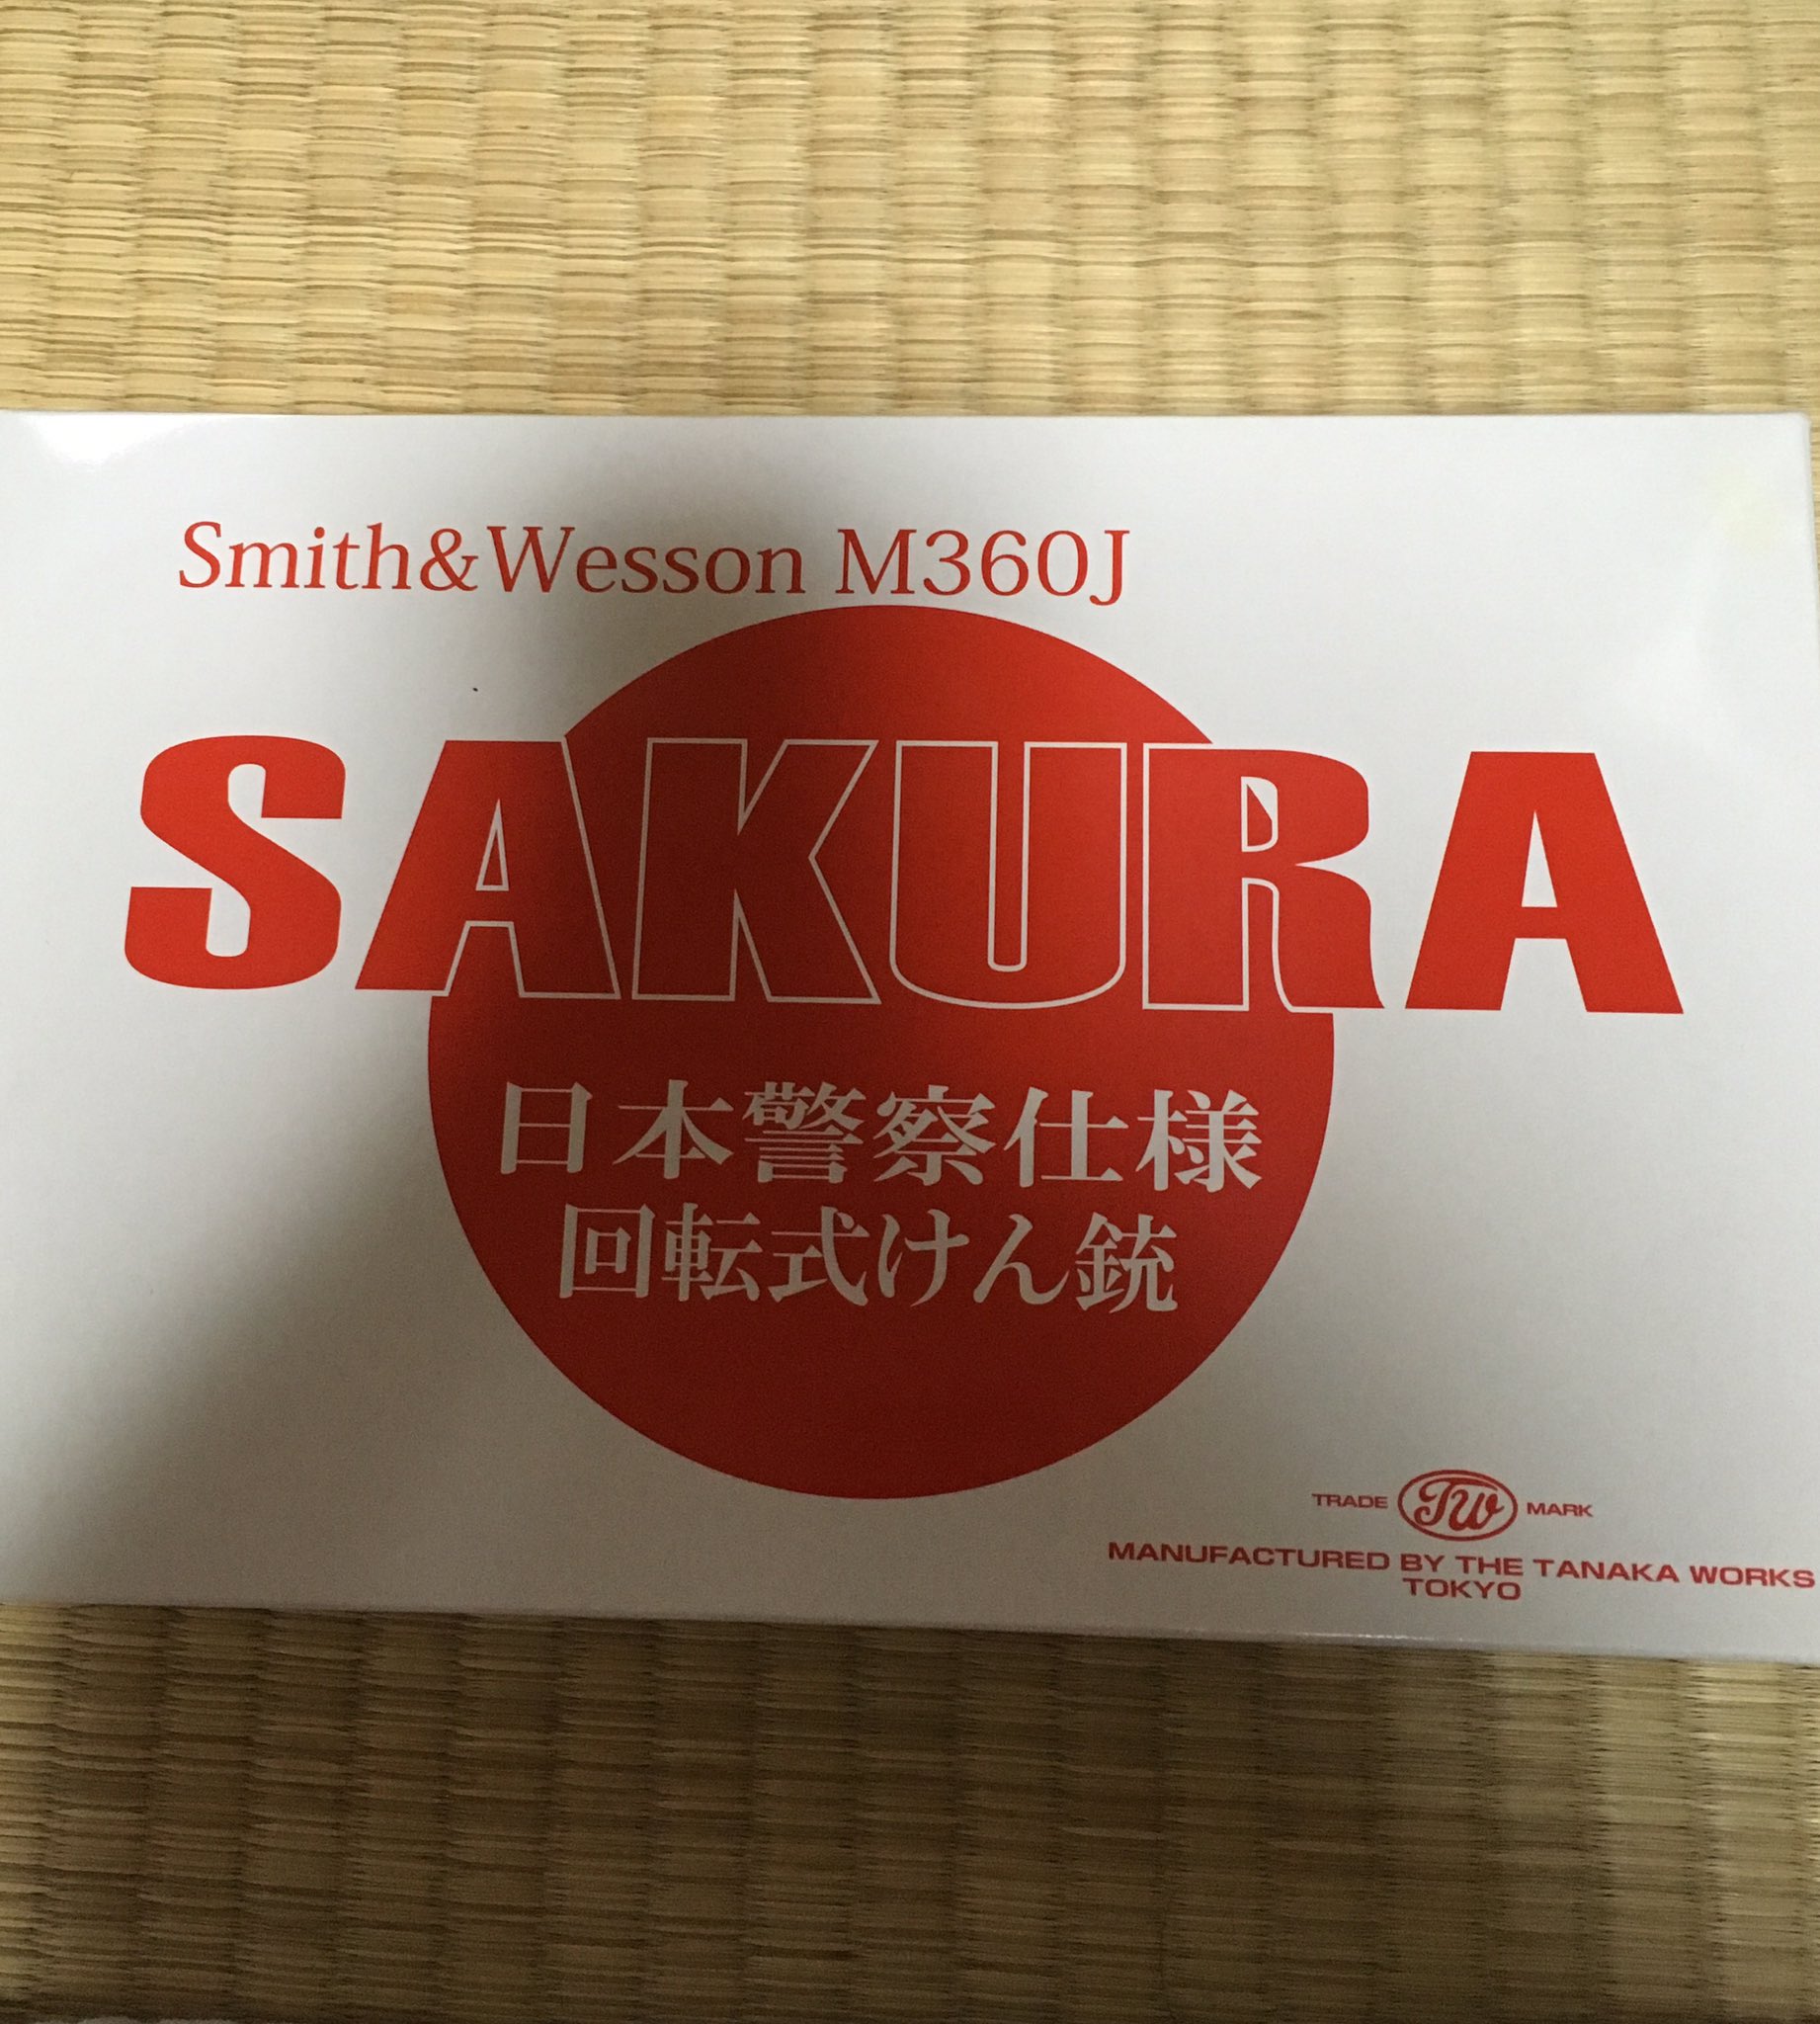 Smith&Wesson M360J
SAKURA
日本警察仕様
回転式けん銃
TRADE TW MARK
MANUFACTURED BY THE TANAKA WORKS
TOKYO